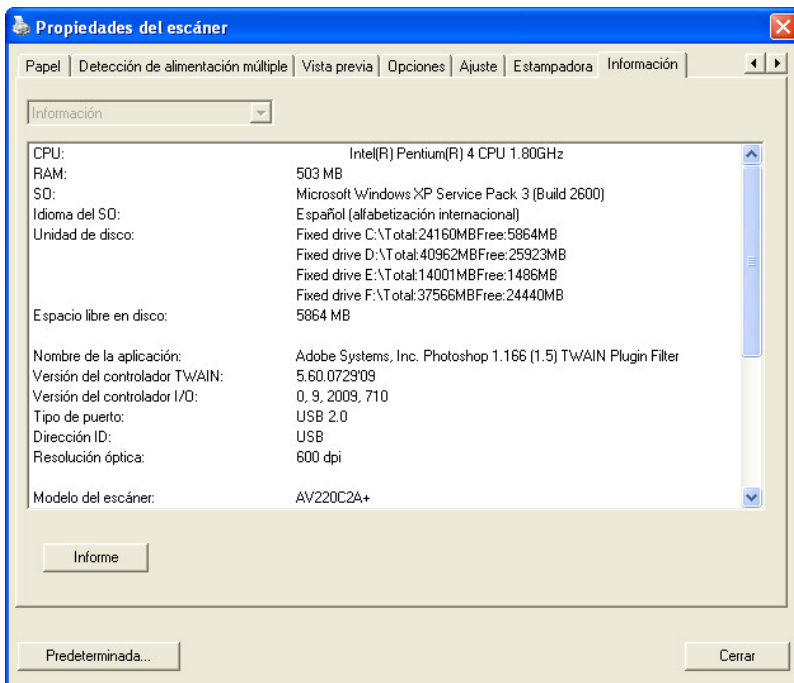 Propiedades del escáner
Papel Detección de alimentación múltiple Vista previa Opciones Ajuste Estampadora Información
Información
CPU: Intel(R) Pentium(R) 4 CPU 1.80GHz
RAM: 503 MB
SO: Microsoft Windows XP Service Pack 3 (Build 2600)
Idioma del SO: Español (alfabetización internacional)
Unidad de disco: Fixed drive C:\Total:24160MBFree:5864MB
Fixed drive D:\Total:40962MBFree:25923MB
Fixed drive E:\Total:14001MBFree:1486MB
Fixed drive F:\Total:37566MBFree:24440MB
Espacio libre en disco: 5864 MB
Nombre de la aplicación: Adobe Systems, Inc. Photoshop 1.166 (1.5) TWAIN Plugin Filter
Versión del controlador TWAIN: 5.60.0729'09
Versión del controlador I/O: 0, 9, 2009, 710
Tipo de puerto: USB 2.0
Dirección ID: USB
Resolución óptica: 600 dpi
Modelo del escáner: AV220C2A+
Informe
Predeterminada... Cerrar